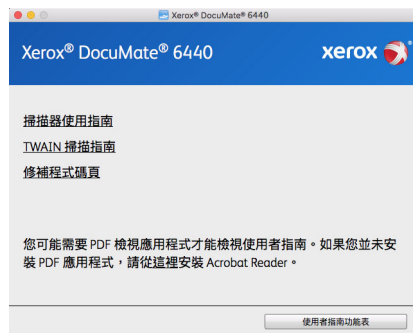 Xerox® DocuMate® 6440
Xerox® DocuMate® 6440
xerox
掃描器使用指南
TWAIN 掃描指南
修補程式碼頁
您可能需要 PDF 檢視應用程式才能檢視使用者指南。如果您並未安
裝 PDF 應用程式，請從這裡安裝 Acrobat Reader。
使用者指南功能表